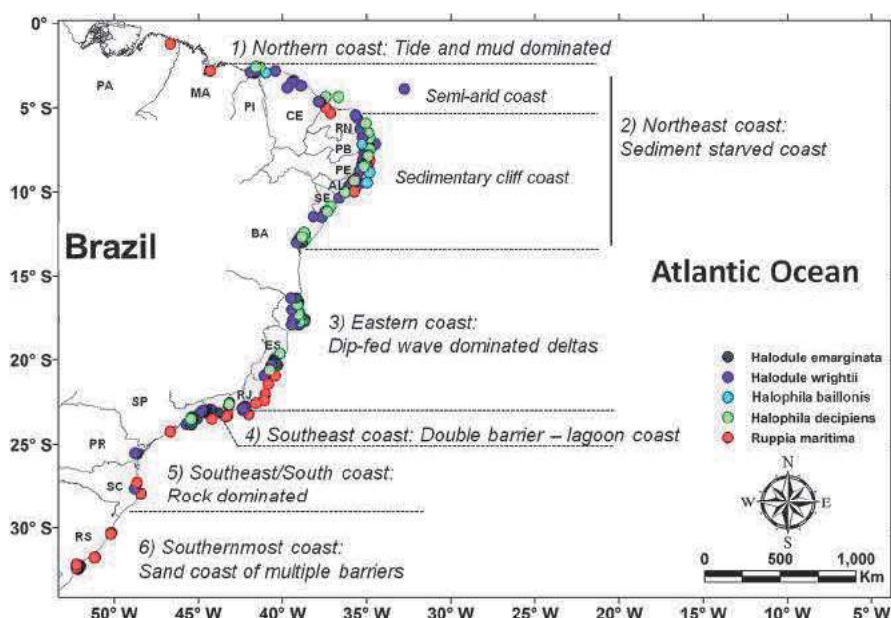 0°
5° S
10° S
15° S
20° S
25° S
30° S
1) Northern coast: Tide and mud dominated
PA
MA
PI
CE
RN
PB
PE
AL
SE
BA
Semi-arid coast
2) Northeast coast:
Sediment starved coast
Sedimentary cliff coast
Brazil
Atlantic Ocean
3) Eastern coast:
Dip-fed wave dominated deltas
ES
RJ
SP
PR
SC
RS
Halodule emarginata
Halodule wrightii
Halophila baillonis
Halophila decipiens
Ruppia maritima
4) Southeast coast: Double barrier – lagoon coast
5) Southeast/South coast:
Rock dominated
6) Southernmost coast:
Sand coast of multiple barriers
N
W E
S
0 500 1,000
Km
50° W 45° W 40° W 35° W 30° W 25° W 20° W 15° W 10° W 5° W